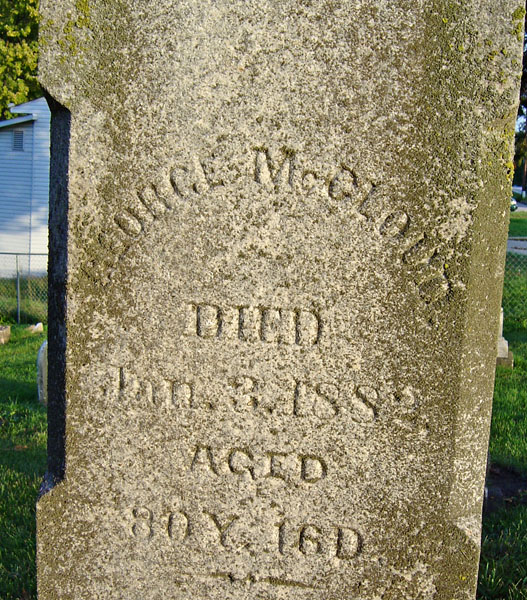 GEORGE McCLOUD
DIED
Jan. 3. 1882
AGED
80 Y. 16 D.